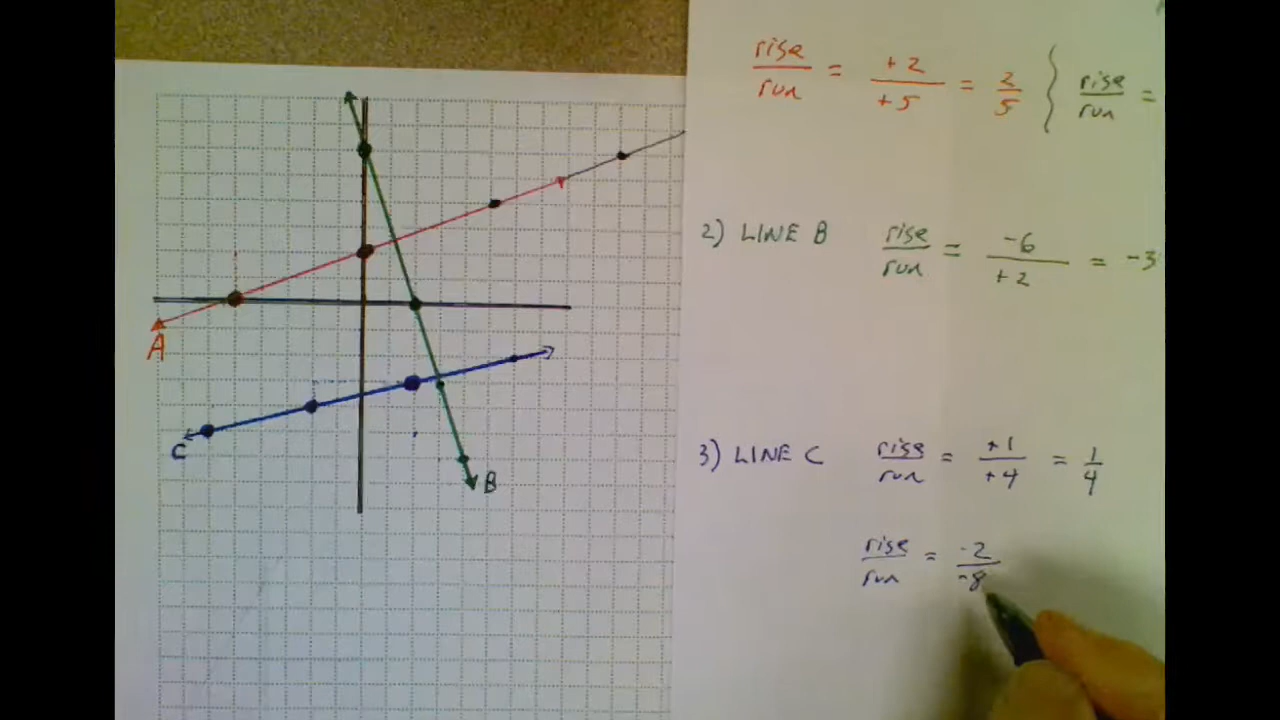 rise/run = +2/+5 = 2/5 { rise/run =
2) LINE B rise/run = -6/+2 = -3
3) LINE C rise/run = +1/+4 = 1/4
rise/run = -2/-8
A
C
B